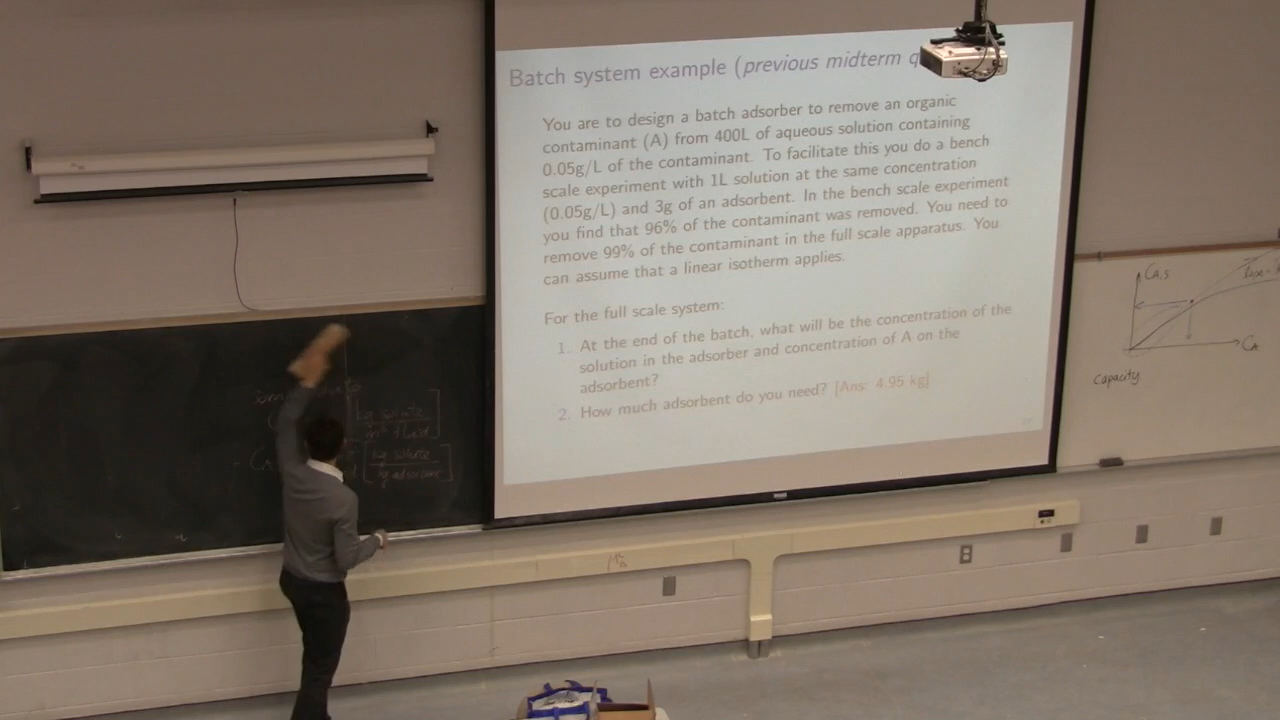 Batch system example (previous midterm
You are to design a batch adsorber to remove an organic
contaminant (A) from 400L of aqueous solution containing
0.05g/L of the contaminant. To facilitate this you do a bench
scale experiment with 1L solution at the same concentration
(0.05g/L) and 3g of an adsorbent. In the bench scale experiment
you find that 96% of the contaminant was removed. You need to
remove 99% of the contaminant in the full scale apparatus. You
can assume that a linear isotherm applies.
For the full scale system:
1. At the end of the batch, what will be the concentration of the
solution in the adsorber and concentration of A on the
adsorbent?
2. How much adsorbent do you need? [Ans: 4.95 kg]
kg solute
m³ fluid
kg solute
kg adsorbent
CA,S
CA
capacity